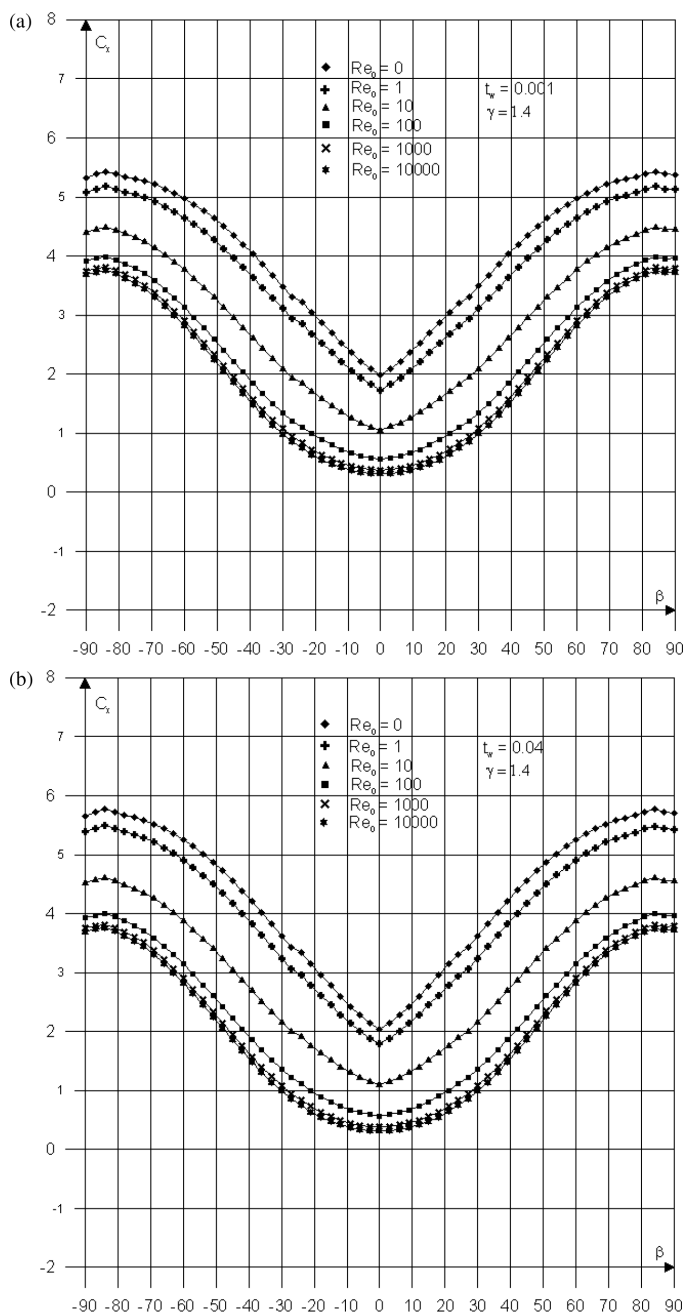 (a)
8
Cₓ
7
Re₀ = 0
Re₀ = 1
Re₀ = 10
Re₀ = 100
Re₀ = 1000
Re₀ = 10000
t_w = 0.001
γ = 1.4
6
5
4
3
2
1
0
-1
-2
β
-90 -80 -70 -60 -50 -40 -30 -20 -10 0 10 20 30 40 50 60 70 80 90
(b)
8
Cₓ
7
Re₀ = 0
Re₀ = 1
Re₀ = 10
Re₀ = 100
Re₀ = 1000
Re₀ = 10000
t_w = 0.04
γ = 1.4
6
5
4
3
2
1
0
-1
-2
β
-90 -80 -70 -60 -50 -40 -30 -20 -10 0 10 20 30 40 50 60 70 80 90